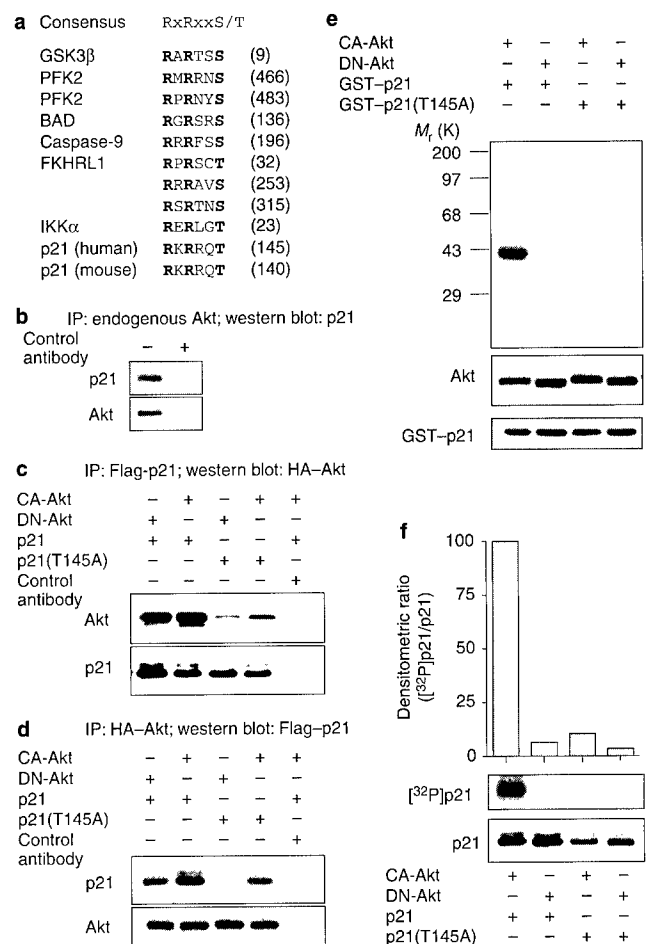 a Consensus RxRxxS/T
GSK3β RARTSS (9)
PFK2 RMRRNS (466)
PFK2 RPRNYS (483)
BAD RGRSRS (136)
Caspase-9 RRRFSS (196)
FKHRL1 RPRSCT (32)
RRRAVS (253)
RSRTNS (315)
IKKα RERLGT (23)
p21 (human) RKRRQT (145)
p21 (mouse) RKRRQT (140)
b IP: endogenous Akt; western blot: p21
Control
antibody – +
p21
Akt
c IP: Flag-p21; western blot: HA–Akt
CA-Akt – + – + +
DN-Akt + – + – –
p21 + + – – +
p21(T145A) – – + + –
Control
antibody – – – – +
Akt
p21
d IP: HA–Akt; western blot: Flag–p21
CA-Akt – + – + +
DN-Akt + – + – –
p21 + + – – +
p21(T145A) – – + + –
Control
antibody – – – – +
p21
Akt
e
CA-Akt + – + –
DN-Akt – + – +
GST–p21 + + – –
GST–p21(T145A) – – + +
Mr (K)
200
97
68
43
29
Akt
GST–p21
f
Densitometric ratio
([32P]p21/p21)
100
75
50
25
0
[32P]p21
p21
CA-Akt + – + –
DN-Akt – + – +
p21 + + – –
p21(T145A) – – + +